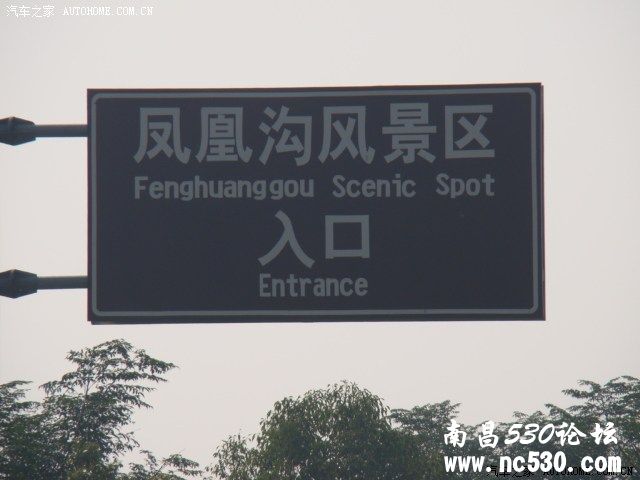 汽车之家 AUTOHOME.COM.CN
凤凰沟风景区
Fenghuanggou Scenic Spot
入口
Entrance
南昌530论坛
www.nc530.com